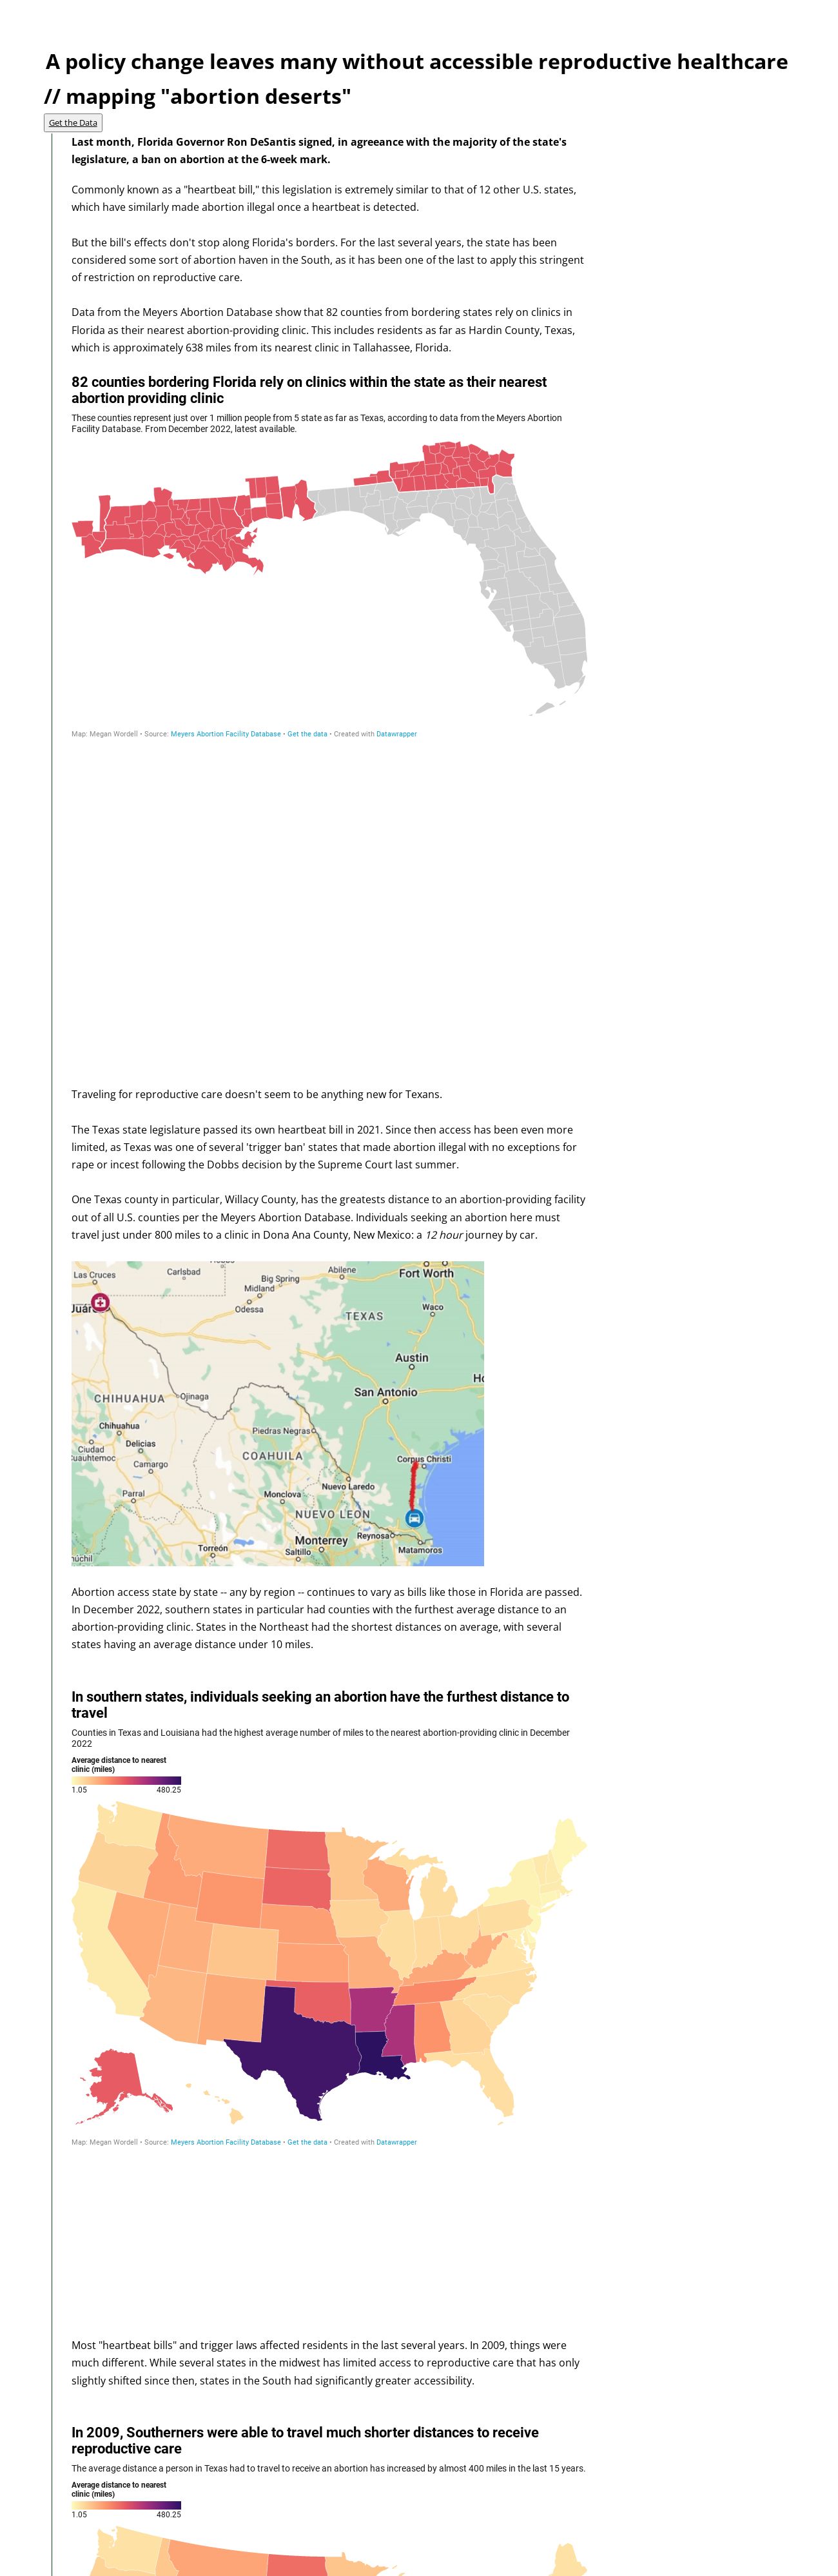 A policy change leaves many without accessible reproductive healthcare
// mapping "abortion deserts"
Get the Data
Last month, Florida Governor Ron DeSantis signed, in agreeance with the majority of the state's
legislature, a ban on abortion at the 6-week mark.
Commonly known as a "heartbeat bill," this legislation is extremely similar to that of 12 other U.S. states,
which have similarly made abortion illegal once a heartbeat is detected.
But the bill's effects don't stop along Florida's borders. For the last several years, the state has been
considered some sort of abortion haven in the South, as it has been one of the last to apply this stringent
of restriction on reproductive care.
Data from the Meyers Abortion Database show that 82 counties from bordering states rely on clinics in
Florida as their nearest abortion-providing clinic. This includes residents as far as Hardin County, Texas,
which is approximately 638 miles from its nearest clinic in Tallahassee, Florida.
82 counties bordering Florida rely on clinics within the state as their nearest
abortion providing clinic
These counties represent just over 1 million people from 5 state as far as Texas, according to data from the Meyers Abortion
Facility Database. From December 2022, latest available.
Map: Megan Wordell • Source: Meyers Abortion Facility Database • Get the data • Created with Datawrapper
Traveling for reproductive care doesn't seem to be anything new for Texans.
The Texas state legislature passed its own heartbeat bill in 2021. Since then access has been even more
limited, as Texas was one of several 'trigger ban' states that made abortion illegal with no exceptions for
rape or incest following the Dobbs decision by the Supreme Court last summer.
One Texas county in particular, Willacy County, has the greatests distance to an abortion-providing facility
out of all U.S. counties per the Meyers Abortion Database. Individuals seeking an abortion here must
travel just under 800 miles to a clinic in Dona Ana County, New Mexico: a 12 hour journey by car.
Las Cruces
Carlsbad
Abilene
Fort Worth
Big Spring
Midland
Odessa
Juár
TEXAS
Waco
Austin
San Antonio
Ho
CHIHUAHUA
Ojinaga
Chihuahua
Piedras Negras
Delicias
Ciudad
Cuauhtemoc
COAHUILA
Corpus Christi
Camargo
Nuevo Laredo
Parral
Monclova
NUEVO LEON
Reynosa
Monterrey
Matamoros
Torreón
Saltillo
uchil
Abortion access state by state -- any by region -- continues to vary as bills like those in Florida are passed.
In December 2022, southern states in particular had counties with the furthest average distance to an
abortion-providing clinic. States in the Northeast had the shortest distances on average, with several
states having an average distance under 10 miles.
In southern states, individuals seeking an abortion have the furthest distance to
travel
Counties in Texas and Louisiana had the highest average number of miles to the nearest abortion-providing clinic in December
2022
Average distance to nearest
clinic (miles)
1.05 480.25
Map: Megan Wordell • Source: Meyers Abortion Facility Database • Get the data • Created with Datawrapper
Most "heartbeat bills" and trigger laws affected residents in the last several years. In 2009, things were
much different. While several states in the midwest has limited access to reproductive care that has only
slightly shifted since then, states in the South had significantly greater accessibility.
In 2009, Southerners were able to travel much shorter distances to receive
reproductive care
The average distance a person in Texas had to travel to receive an abortion has increased by almost 400 miles in the last 15 years.
Average distance to nearest
clinic (miles)
1.05 480.25